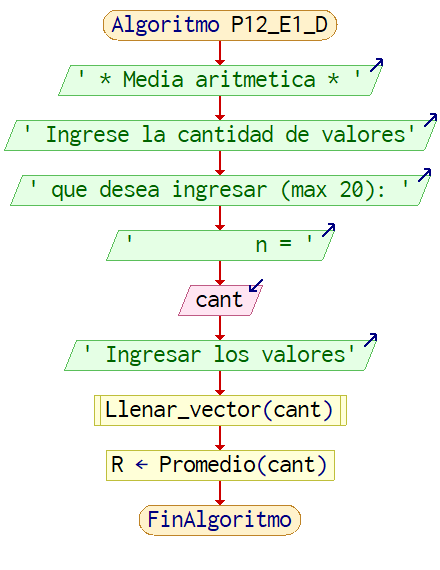 Algoritmo P12_E1_D
' * Media aritmetica * '
' Ingrese la cantidad de valores'
' que desea ingresar (max 20): '
'         n = '
cant
' Ingresar los valores'
Llenar_vector(cant)
R ← Promedio(cant)
FinAlgoritmo